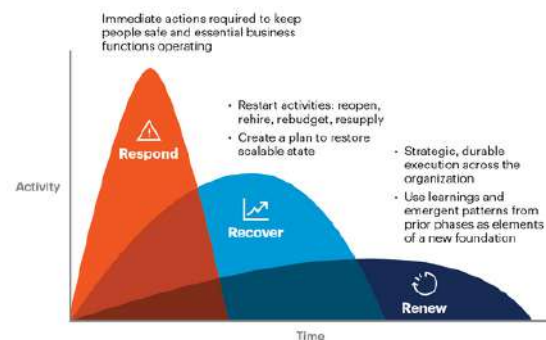 Immediate actions required to keep
people safe and essential business
functions operating
• Restart activities: reopen,
rehire, rebudget, resupply
• Create a plan to restore
scalable state
• Strategic, durable
execution across the
organization
• Use learnings and
emergent patterns from
prior phases as elements
of a new foundation
Respond
Activity
Recover
Renew
Time